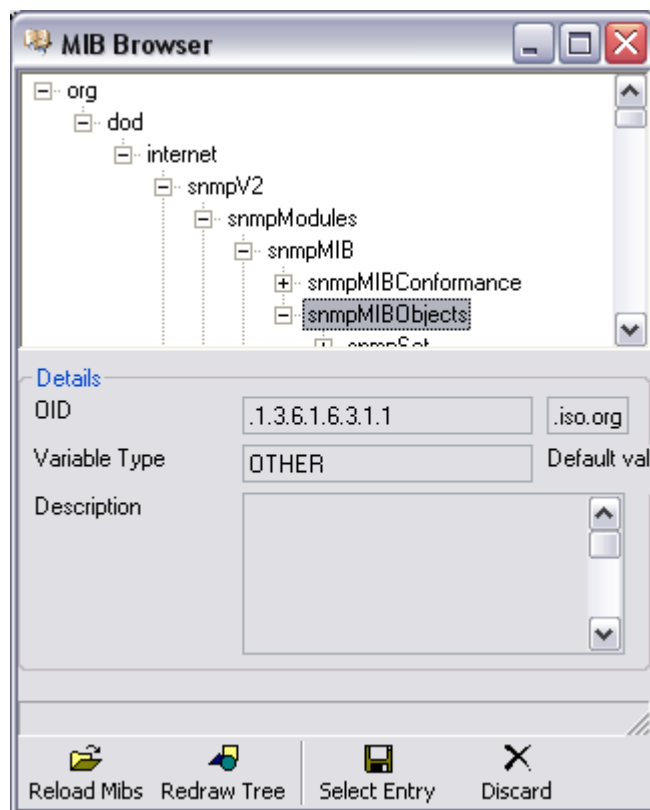 MIB Browser
org
dod
internet
snmpV2
snmpModules
snmpMIB
snmpMIBConformance
snmpMIBObjects
snmpSet
Details
OID .1.3.6.1.6.3.1.1 .iso.org
Variable Type OTHER Default val
Description
Reload Mibs Redraw Tree Select Entry Discard